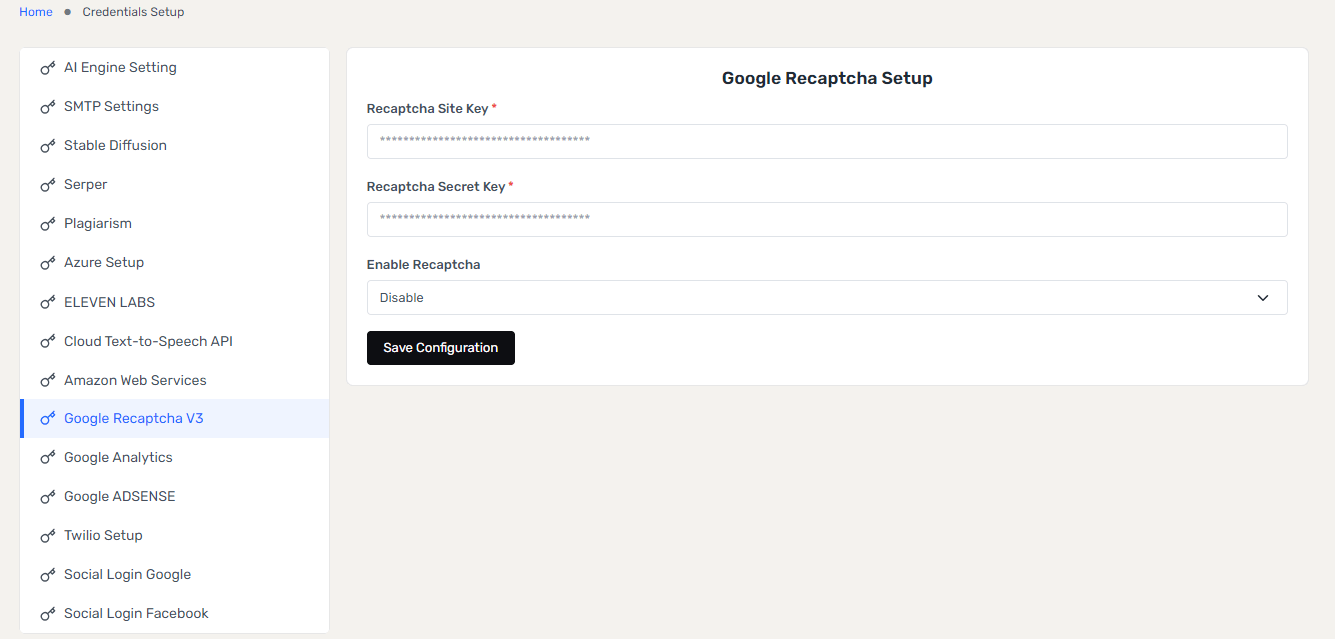 Home
Credentials Setup
AI Engine Setting
SMTP Settings
Stable Diffusion
Serper
Plagiarism
Azure Setup
ELEVEN LABS
Cloud Text-to-Speech API
Amazon Web Services
Google Recaptcha V3
Google Analytics
Google ADSENSE
Twilio Setup
Social Login Google
Social Login Facebook
Google Recaptcha Setup
Recaptcha Site Key *
************************************
Recaptcha Secret Key *
************************************
Enable Recaptcha
Disable
Save Configuration